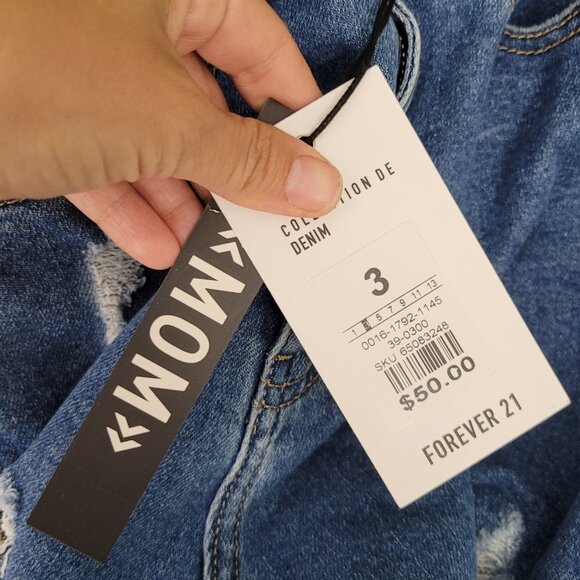 «MOM»
COLLECTION DE
DENIM
3
1 3 5 7 9 11 13
0016-1792-1145
39-0300
SKU 65083248
$50.00
FOREVER 21